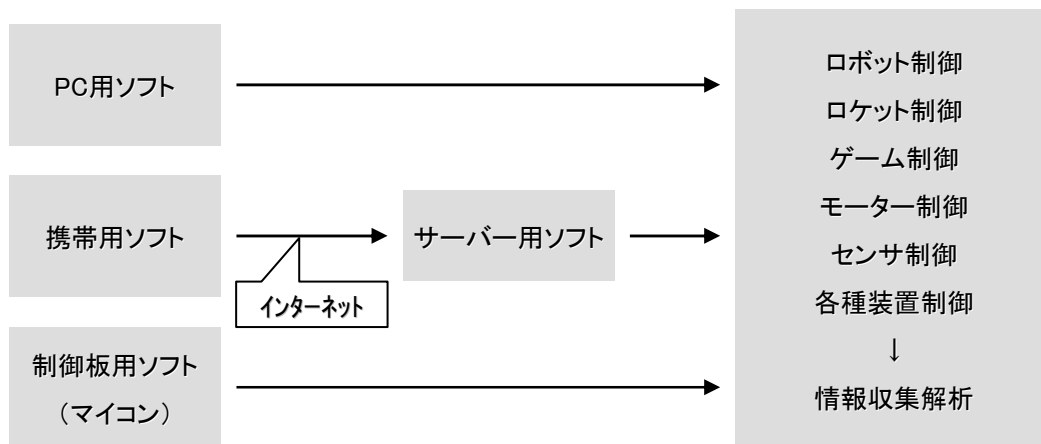 PC用ソフト
携帯用ソフト
インターネット
サーバー用ソフト
制御板用ソフト
（マイコン）
ロボット制御
ロケット制御
ゲーム制御
モーター制御
センサ制御
各種装置制御
↓
情報収集解析